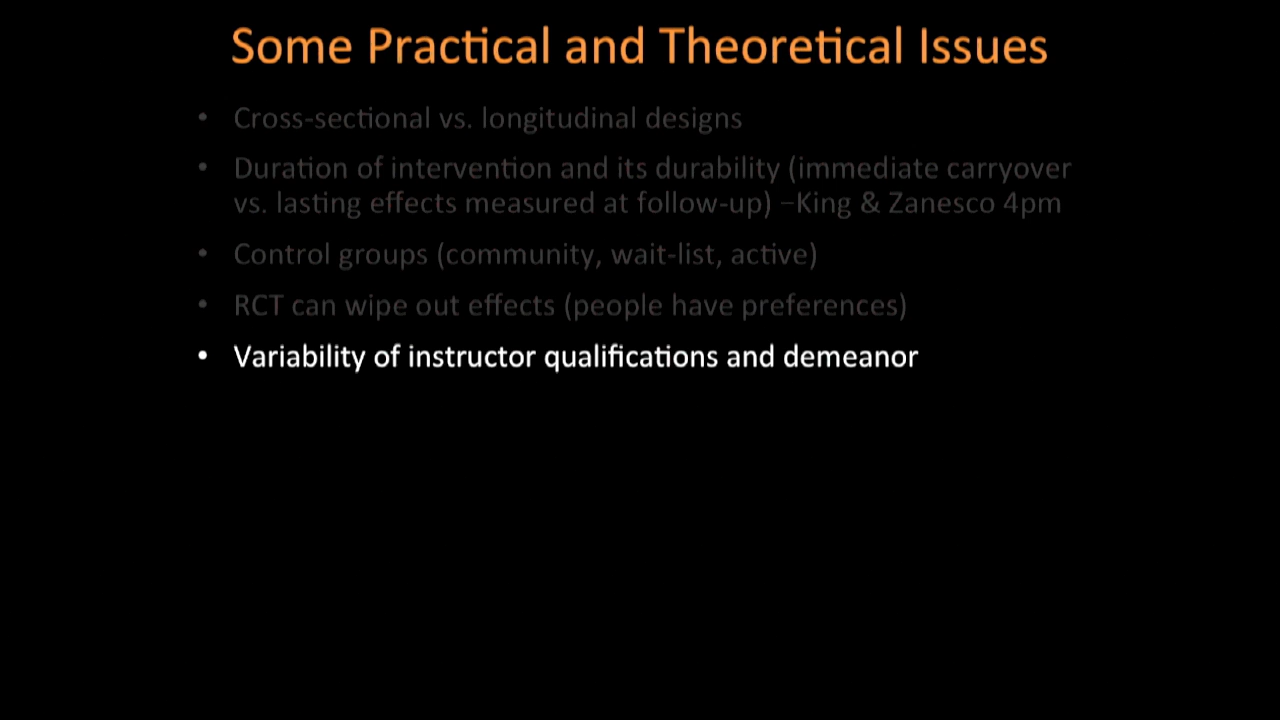 Some Practical and Theoretical Issues
• Cross-sectional vs. longitudinal designs
• Duration of intervention and its durability (immediate carryover
vs. lasting effects measured at follow-up) –King & Zanesco 4pm
• Control groups (community, wait-list, active)
• RCT can wipe out effects (people have preferences)
• Variability of instructor qualifications and demeanor